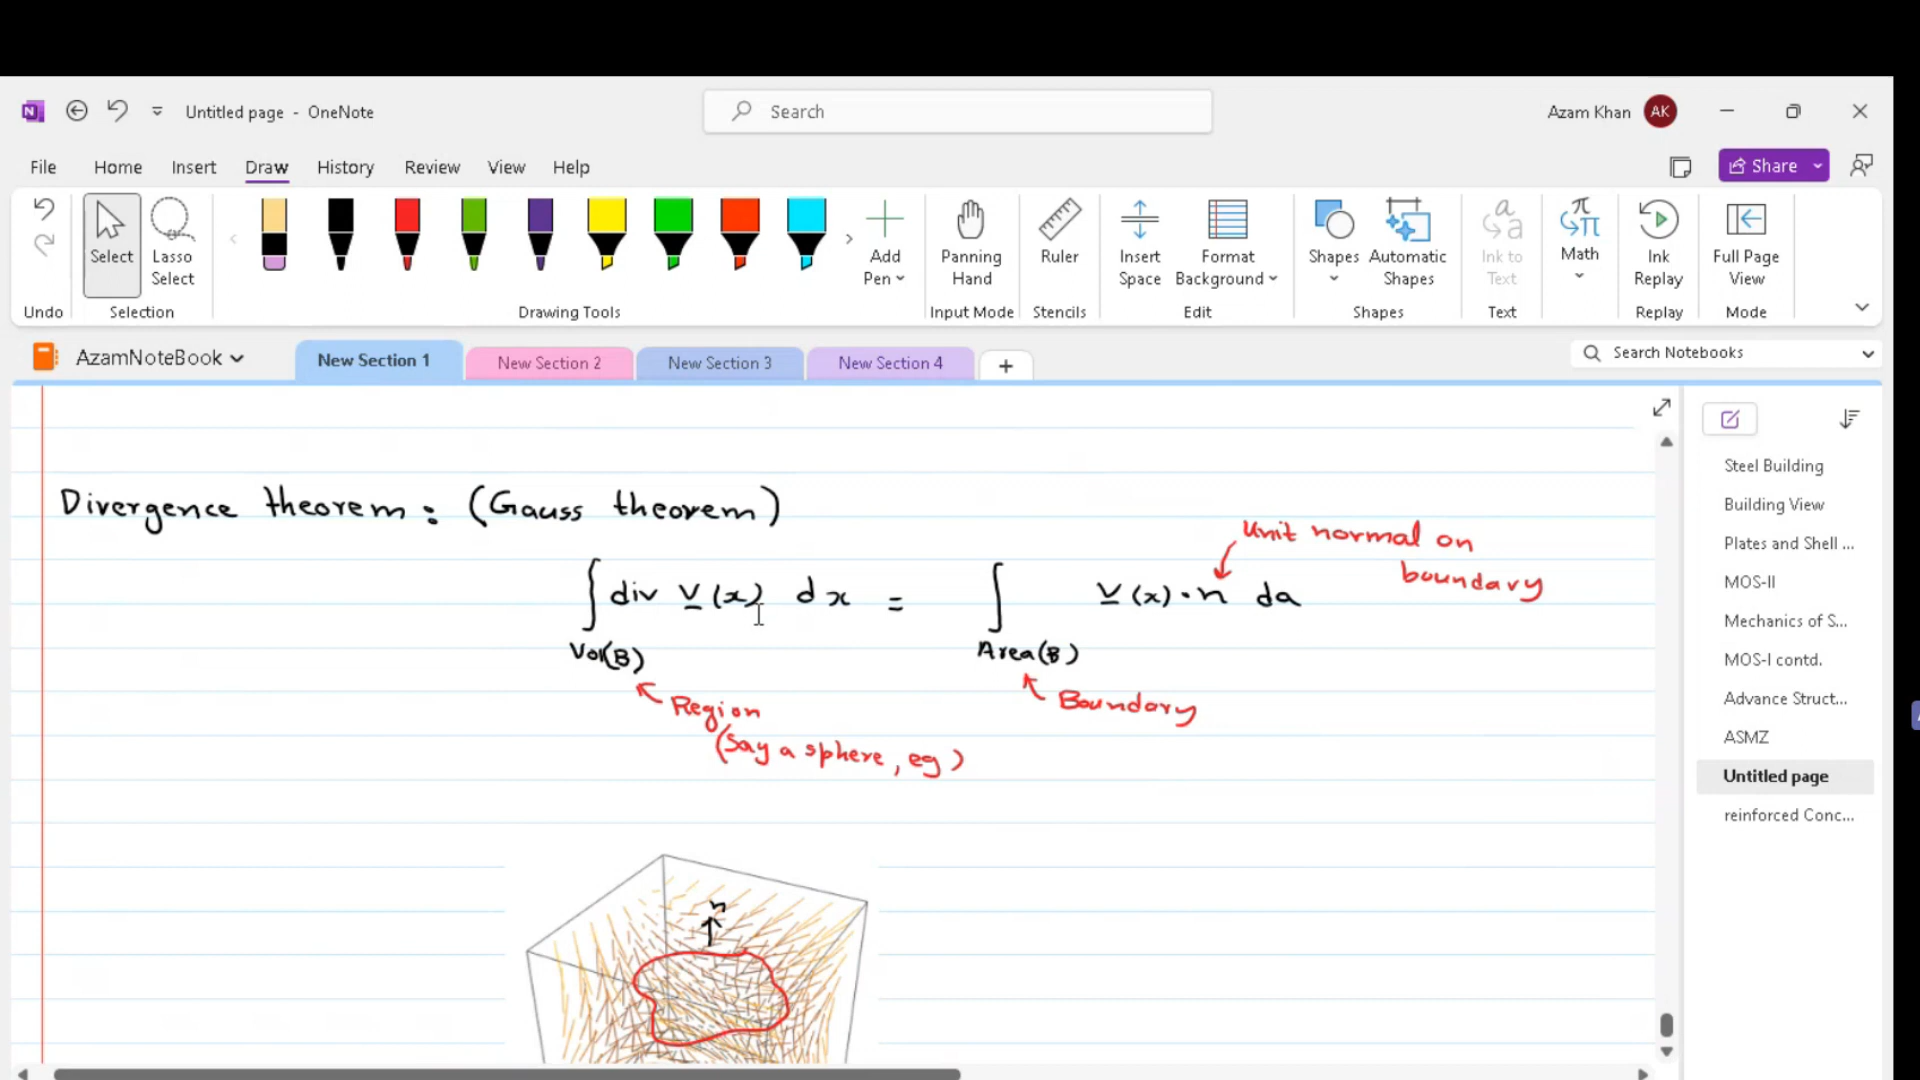 Untitled page - OneNote
Search
Azam Khan AK
File Home Insert Draw History Review View Help
Share
Select
Lasso Select
Add Pen
Panning Hand
Ruler
Insert Space
Format Background
Shapes
Automatic Shapes
Ink to Text
Math
Ink Replay
Full Page View
Undo Selection Drawing Tools Input Mode Stencils Edit Shapes Text Replay Mode
AzamNoteBook New Section 1 New Section 2 New Section 3 New Section 4 +
Search Notebooks
Divergence theorem : (Gauss theorem)
Unit normal on
boundary
∫ div V(x) dx = ∫ V(x) · n da
Vol(B) Area(B)
Region
(say a sphere, eg)
Boundary
n
Steel Building
Building View
Plates and Shell ...
MOS-II
Mechanics of S...
MOS-I contd.
Advance Struct...
ASMZ
Untitled page
reinforced Conc...